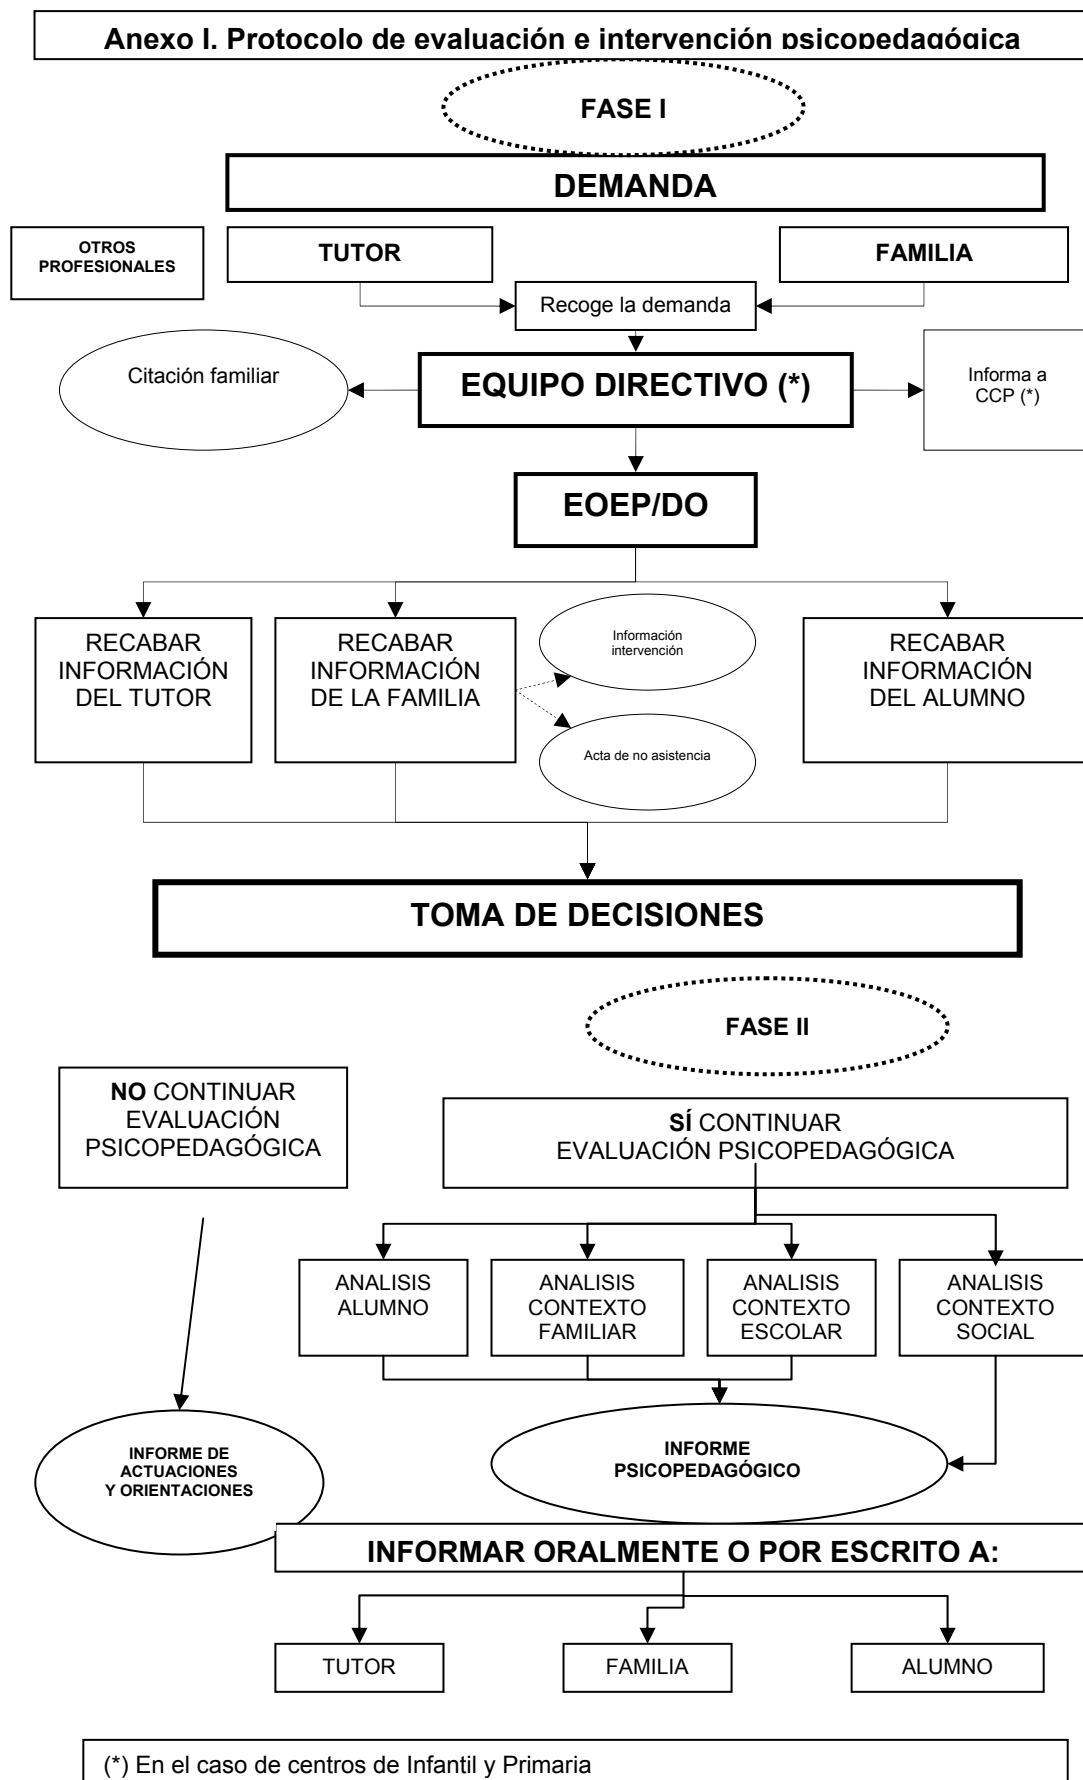 Anexo I. Protocolo de evaluación e intervención psicopedagógica
FASE I
DEMANDA
OTROS
PROFESIONALES
TUTOR
FAMILIA
Recoge la demanda
Citación familiar
EQUIPO DIRECTIVO (*)
Informa a
CCP (*)
EOEP/DO
RECABAR
INFORMACIÓN
DEL TUTOR
RECABAR
INFORMACIÓN
DE LA FAMILIA
Información
intervención
Acta de no asistencia
RECABAR
INFORMACIÓN
DEL ALUMNO
TOMA DE DECISIONES
FASE II
NO CONTINUAR
EVALUACIÓN
PSICOPEDAGÓGICA
SÍ CONTINUAR
EVALUACIÓN PSICOPEDAGÓGICA
ANALISIS
ALUMNO
ANALISIS
CONTEXTO
FAMILIAR
ANALISIS
CONTEXTO
ESCOLAR
ANALISIS
CONTEXTO
SOCIAL
INFORME DE
ACTUACIONES
Y ORIENTACIONES
INFORME
PSICOPEDAGÓGICO
INFORMAR ORALMENTE O POR ESCRITO A:
TUTOR
FAMILIA
ALUMNO
(*) En el caso de centros de Infantil y Primaria